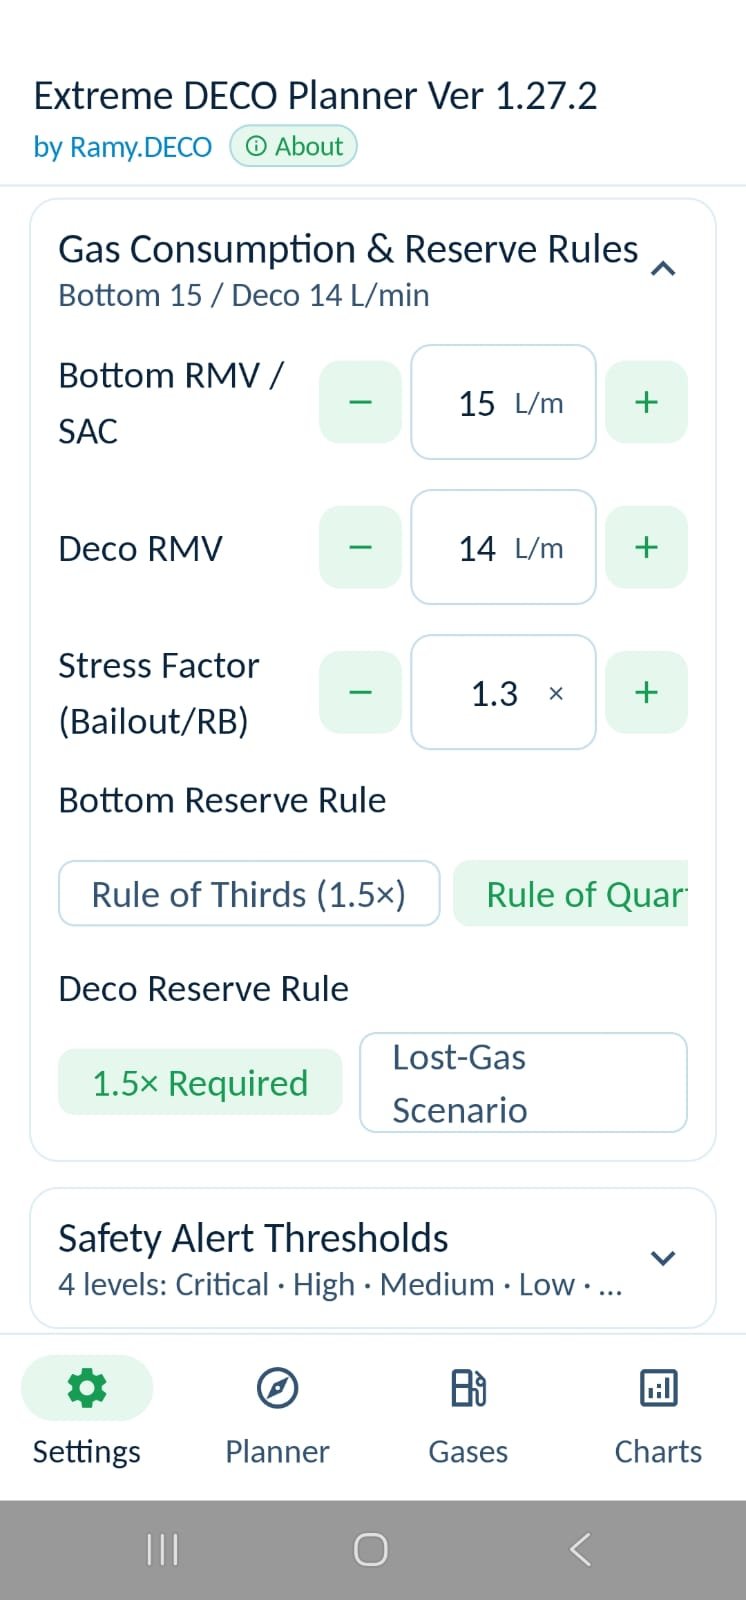 Extreme DECO Planner Ver 1.27.2
by Ramy.DECO About
Gas Consumption & Reserve Rules
Bottom 15 / Deco 14 L/min
Bottom RMV /
SAC
− 15 L/m +
Deco RMV − 14 L/m +
Stress Factor
(Bailout/RB)
− 1.3 × +
Bottom Reserve Rule
Rule of Thirds (1.5×) Rule of Quar
Deco Reserve Rule
1.5× Required
Lost-Gas
Scenario
Safety Alert Thresholds
4 levels: Critical · High · Medium · Low · ...
Settings Planner Gases Charts